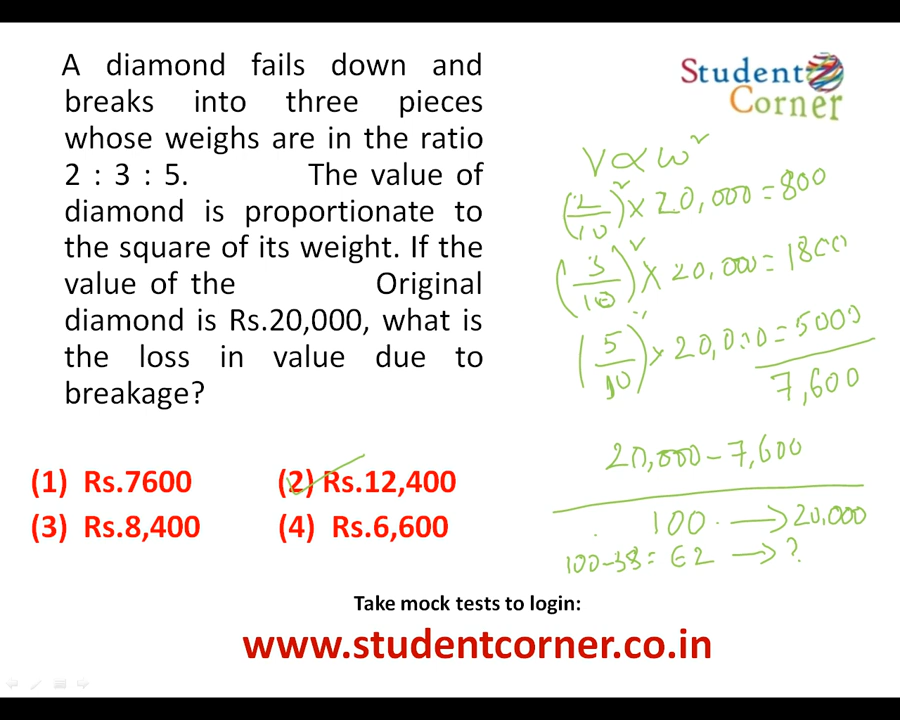 A diamond fails down and
breaks into three pieces
whose weighs are in the ratio
2 : 3 : 5. The value of
diamond is proportionate to
the square of its weight. If the
value of the Original
diamond is Rs.20,000, what is
the loss in value due to
breakage?
(1) Rs.7600 (2) Rs.12,400
(3) Rs.8,400 (4) Rs.6,600
Student
Corner
V ∝ w²
(2/10)² × 20,000 = 800
(3/10)² × 20,000 = 1800
(5/10)² × 20,000 = 5000
7,600
20,000 - 7,600
100 → 20,000
100-38 = 62 → ?
Take mock tests to login:
www.studentcorner.co.in